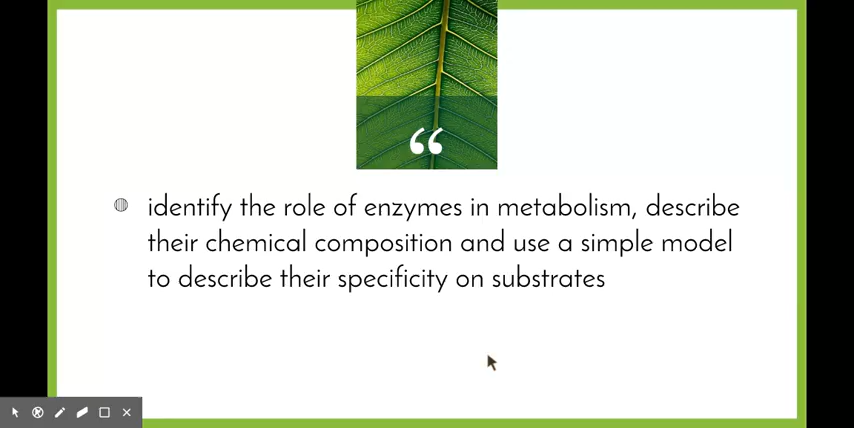 “
identify the role of enzymes in metabolism, describe
their chemical composition and use a simple model
to describe their specificity on substrates